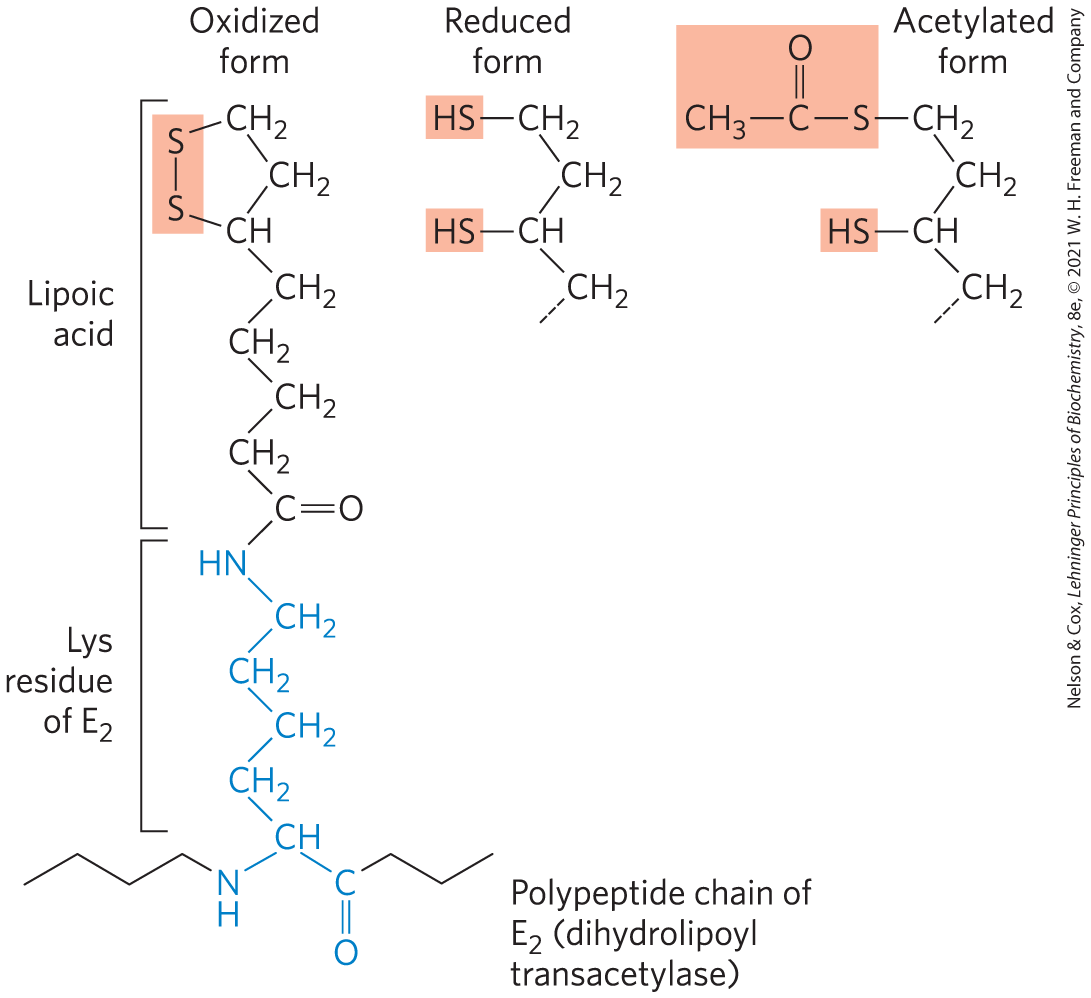 Oxidized
form
Reduced
form
Acetylated
form
O
CH₃—C—S—CH₂
S
CH₂
HS—CH₂
S
CH₂
CH₂
CH₂
CH
HS—CH
HS—CH
CH₂
CH₂
CH₂
Lipoic
acid
CH₂
CH₂
CH₂
C=O
HN
CH₂
Lys
residue
of E₂
CH₂
CH₂
CH₂
CH
N
H
C
O
Polypeptide chain of
E₂ (dihydrolipoyl
transacetylase)
Nelson & Cox, Lehninger Principles of Biochemistry, 8e, © 2021 W. H. Freeman and Company